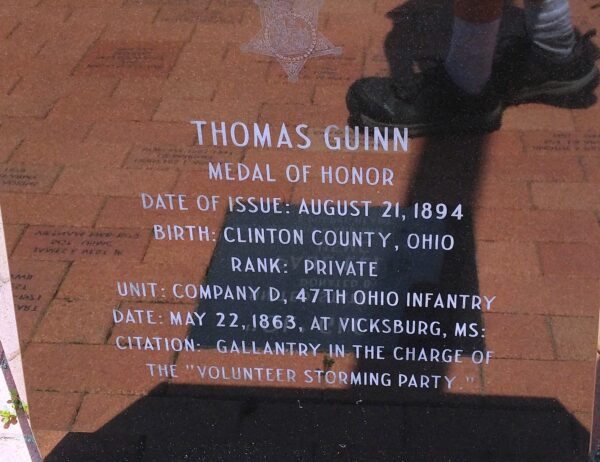 THOMAS GUINN
MEDAL OF HONOR
DATE OF ISSUE: AUGUST 21, 1894
BIRTH: CLINTON COUNTY, OHIO
RANK: PRIVATE
UNIT: COMPANY D, 47TH OHIO INFANTRY
DATE: MAY 22, 1863, AT VICKSBURG, MS:
CITATION: GALLANTRY IN THE CHARGE OF
THE "VOLUNTEER STORMING PARTY."